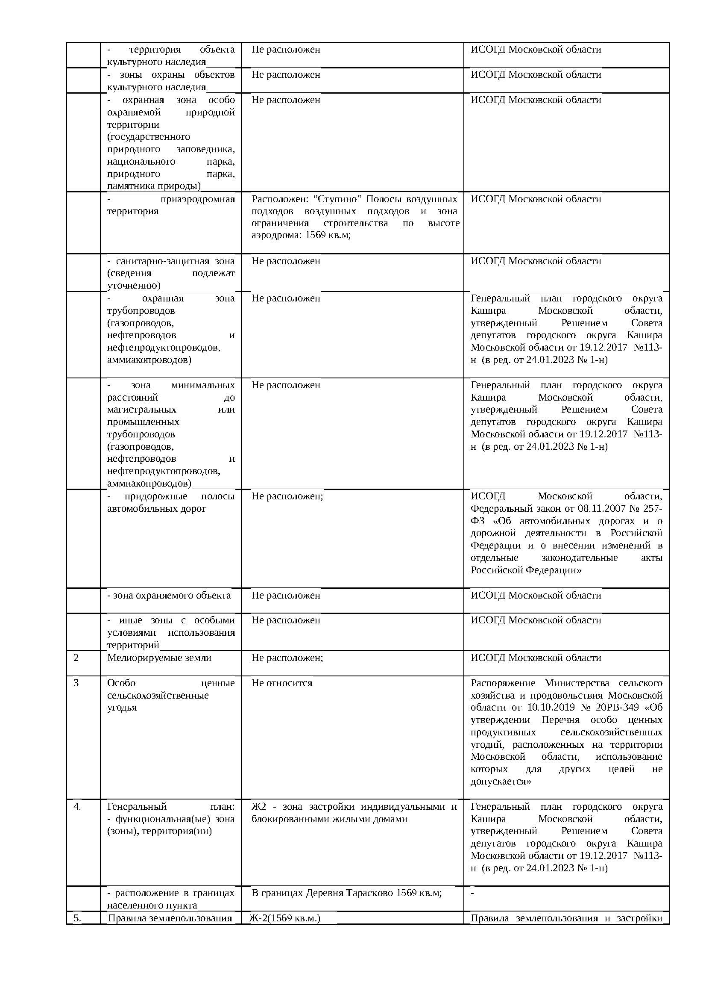 - территория объекта
культурного наследия
Не расположен
ИСОГД Московской области
- зоны охраны объектов
культурного наследия
Не расположен
ИСОГД Московской области
- охранная зона особо
охраняемой природной
территории
(государственного
природного заповедника,
национального парка,
природного парка,
памятника природы)
Не расположен
ИСОГД Московской области
- приаэродромная
территория
Расположен: "Ступино" Полосы воздушных
подходов воздушных подходов и зона
ограничения строительства по высоте
аэродрома: 1569 кв.м;
ИСОГД Московской области
- санитарно-защитная зона
(сведения подлежат
уточнению)
Не расположен
ИСОГД Московской области
- охранная зона
трубопроводов
(газопроводов,
нефтепроводов и
нефтепродуктопроводов,
аммиакопроводов)
Не расположен
Генеральный план городского округа
Кашира Московской области,
утвержденный Решением Совета
депутатов городского округа Кашира
Московской области от 19.12.2017 №113-
н (в ред. от 24.01.2023 № 1-н)
- зона минимальных
расстояний до
магистральных или
промышленных
трубопроводов
(газопроводов,
нефтепроводов и
нефтепродуктопроводов,
аммиакопроводов)
Не расположен
Генеральный план городского округа
Кашира Московской области,
утвержденный Решением Совета
депутатов городского округа Кашира
Московской области от 19.12.2017 №113-
н (в ред. от 24.01.2023 № 1-н)
- придорожные полосы
автомобильных дорог
Не расположен;
ИСОГД Московской области,
Федеральный закон от 08.11.2007 № 257-
ФЗ «Об автомобильных дорогах и о
дорожной деятельности в Российской
Федерации и о внесении изменений в
отдельные законодательные акты
Российской Федерации»
- зона охраняемого объекта
Не расположен
ИСОГД Московской области
- иные зоны с особыми
условиями использования
территорий
Не расположен
ИСОГД Московской области
2
Мелиорируемые земли
Не расположен;
ИСОГД Московской области
3
Особо ценные
сельскохозяйственные
угодья
Не относится
Распоряжение Министерства сельского
хозяйства и продовольствия Московской
области от 10.10.2019 № 20РВ-349 «Об
утверждении Перечня особо ценных
продуктивных сельскохозяйственных
угодий, расположенных на территории
Московской области, использование
которых для других целей не
допускается»
4.
Генеральный план:
- функциональная(ые) зона
(зоны), территория(ии)
Ж2 - зона застройки индивидуальными и
блокированными жилыми домами
Генеральный план городского округа
Кашира Московской области,
утвержденный Решением Совета
депутатов городского округа Кашира
Московской области от 19.12.2017 №113-
н (в ред. от 24.01.2023 № 1-н)
- расположение в границах
населенного пункта
В границах Деревня Тарасково 1569 кв.м;
-
5.
Правила землепользования
Ж-2(1569 кв.м.)
Правила землепользования и застройки